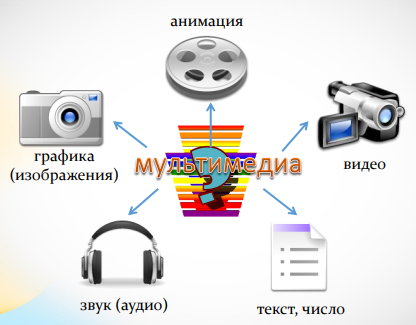 анимация
графика
(изображения)
мультимедиа
видео
звук (аудио)
текст, число